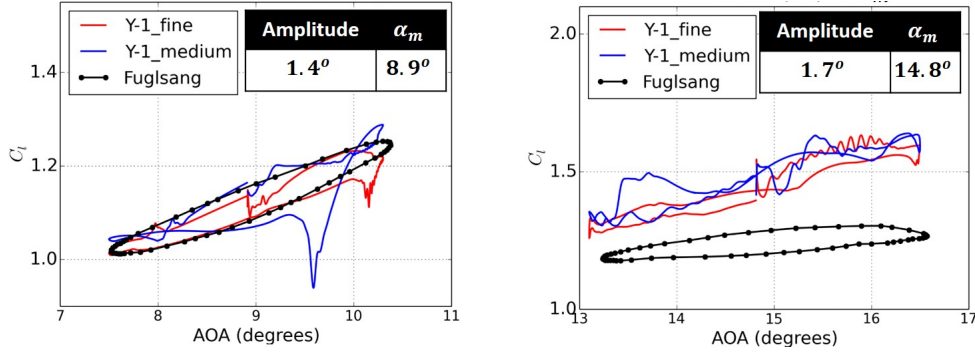 Y-1_fine
Y-1_medium
Fuglsang
Amplitude α_m
1.4° 8.9°
1.4
1.2
1.0
C_l
7 8 9 10 11
AOA (degrees)
Y-1_fine
Y-1_medium
Fuglsang
Amplitude α_m
1.7° 14.8°
2.0
1.5
1.0
C_l
13 14 15 16 17
AOA (degrees)